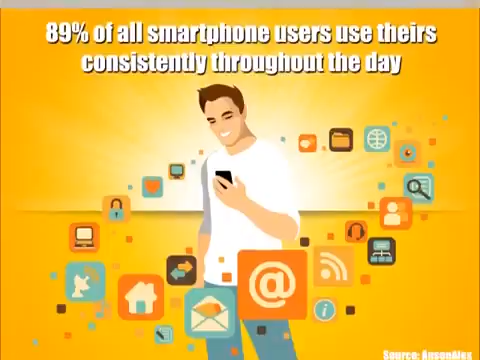 89% of all smartphone users use theirs
consistently throughout the day
@
i
Source: AnsonAlex